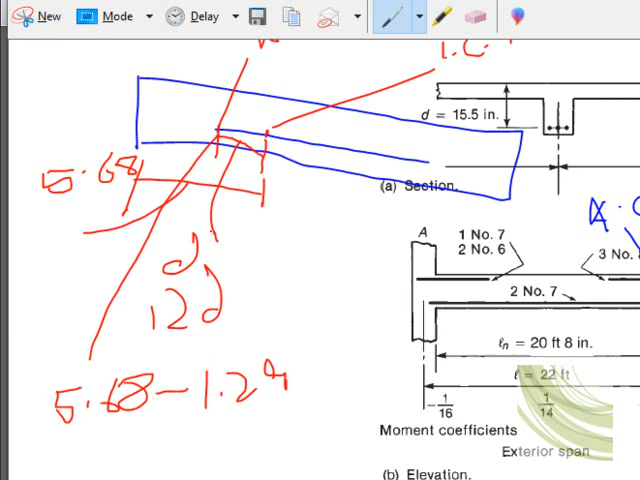 New Mode Delay
I.C.
d = 15.5 in.
5.68
(a) Section.
A
1 No. 7
2 No. 6
3 No.
d
2 No. 7
12d
ℓn = 20 ft 8 in.
5.68 - 1.29
ℓ = 22 ft
-1/16
1/14
Moment coefficients
Exterior span
(b) Elevation.